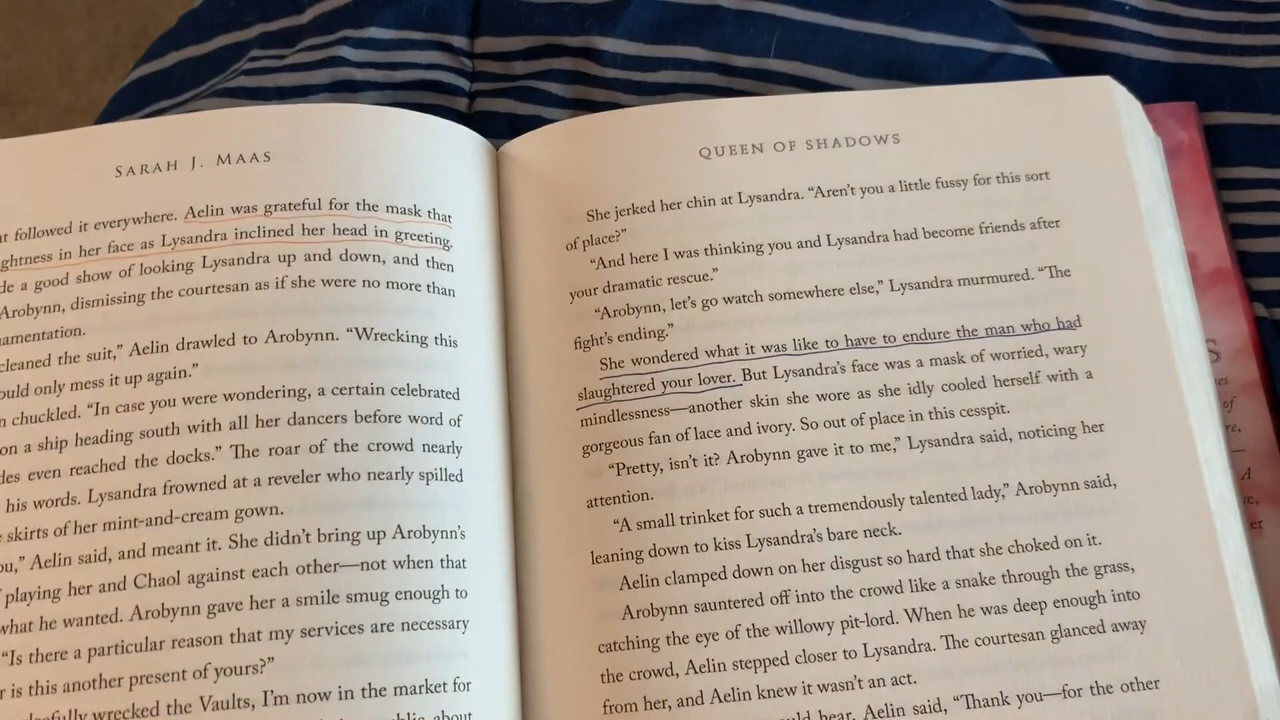 SARAH J. MAAS
followed it everywhere. Aelin was grateful for the mask that
in her face as Lysandra inclined her head in greeting.
a good show of looking Lysandra up and down, and then
Arobynn, dismissing the courtesan as if she were no more than
cleaned the suit,” Aelin drawled to Arobynn. “Wrecking this
only mess it up again.”
chuckled. “In case you were wondering, a certain celebrated
on a ship heading south with all her dancers before word of
even reached the docks.” The roar of the crowd nearly
his words. Lysandra frowned at a reveler who nearly spilled
skirts of her mint-and-cream gown.
Aelin said, and meant it. She didn’t bring up Arobynn’s
playing her and Chaol against each other—not when that
what he wanted. Arobynn gave her a smile smug enough to
“Is there a particular reason that my services are necessary
is this another present of yours?”
wrecked the Vaults, I’m now in the market for
about
QUEEN OF SHADOWS
She jerked her chin at Lysandra. “Aren’t you a little fussy for this sort
of place?”
“And here I was thinking you and Lysandra had become friends after
your dramatic rescue.”
“Arobynn, let’s go watch somewhere else,” Lysandra murmured. “The
fight’s ending.”
She wondered what it was like to have to endure the man who had
slaughtered your lover. But Lysandra’s face was a mask of worried, wary
mindlessness—another skin she wore as she idly cooled herself with a
gorgeous fan of lace and ivory. So out of place in this cesspit.
“Pretty, isn’t it? Arobynn gave it to me,” Lysandra said, noticing her
attention.
“A small trinket for such a tremendously talented lady,” Arobynn said,
leaning down to kiss Lysandra’s bare neck.
Aelin clamped down on her disgust so hard that she choked on it.
Arobynn sauntered off into the crowd like a snake through the grass,
catching the eye of the willowy pit-lord. When he was deep enough into
the crowd, Aelin stepped closer to Lysandra. The courtesan glanced away
from her, and Aelin knew it wasn’t an act.
hear, Aelin said, “Thank you—for the other
S
of
A